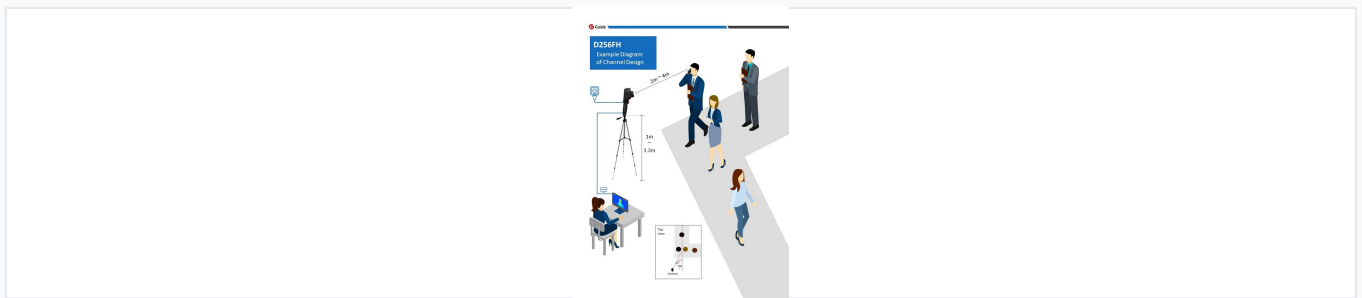 Guide
D256FH
Example Diagram
of Channel Design
2m ~ 4m
1m
~
1.3m
Top
view
Camera